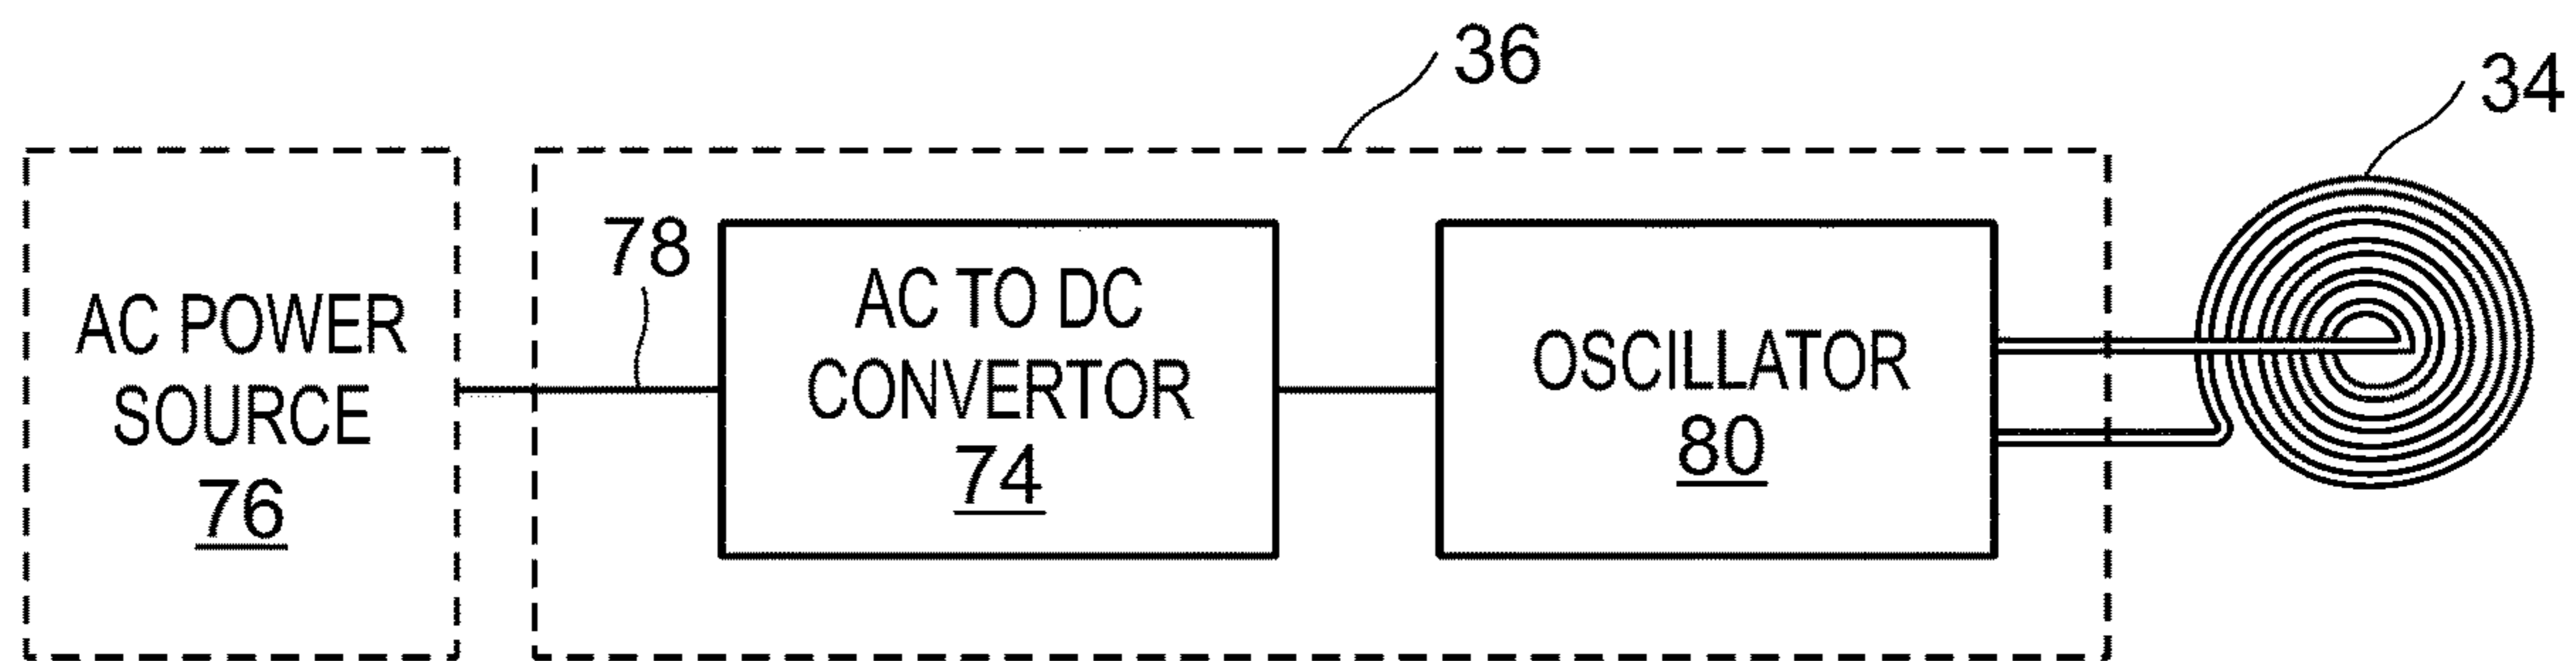 36
34
78
AC POWER
SOURCE
76
AC TO DC
CONVERTOR
74
OSCILLATOR
80